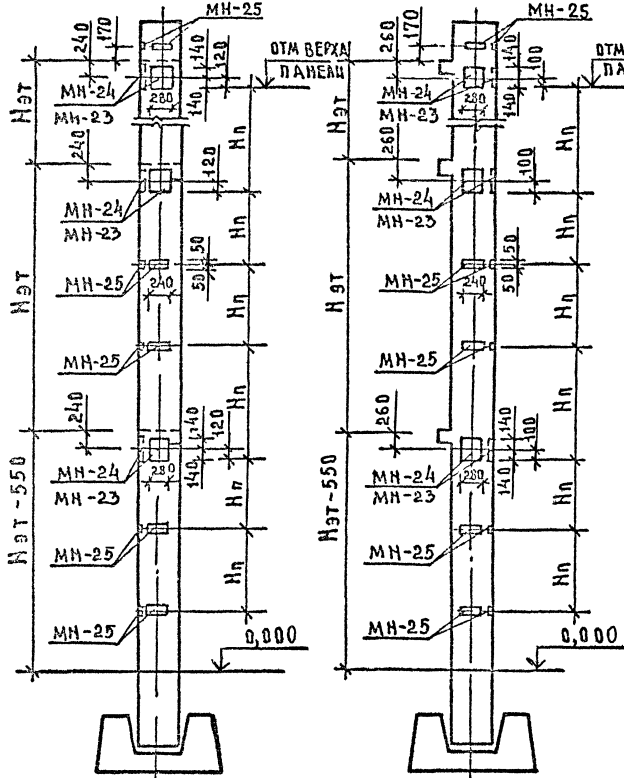 МН-25
240
170
140
120
ОТМ ВЕРХА
ПАНЕЛИ
МН-24
МН-23
280
140
Нэт
Нп
240
120
МН-24
МН-23
МН-25
50
50
240
МН-25
Нэт
Нп
Нп
240
140
120
МН-24
МН-23
280
140
Нп
МН-25
Нэт-550
Нп
МН-25
0,000
МН-25
260
170
140
100
ОТМ
ПА
МН-24
МН-23
280
140
Нэт
Нп
260
100
МН-24
МН-23
МН-25
50
50
240
МН-25
Нэт
Нп
Нп
260
140
100
МН-24
МН-23
280
140
Нп
МН-25
Нэт-550
Нп
МН-25
0,000